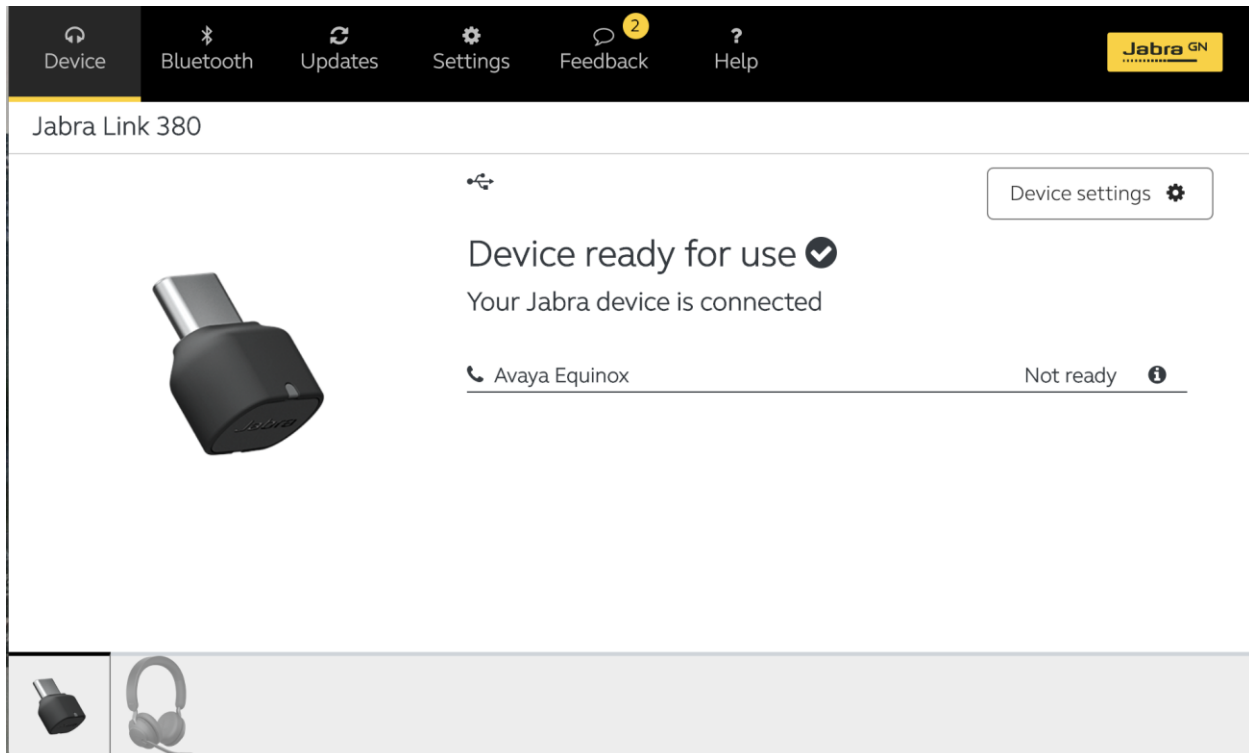 Device
Bluetooth
Updates
Settings
2
Feedback
?
Help
Jabra GN
Jabra Link 380
Device settings
Device ready for use
Your Jabra device is connected
Avaya Equinox Not ready
Jabra